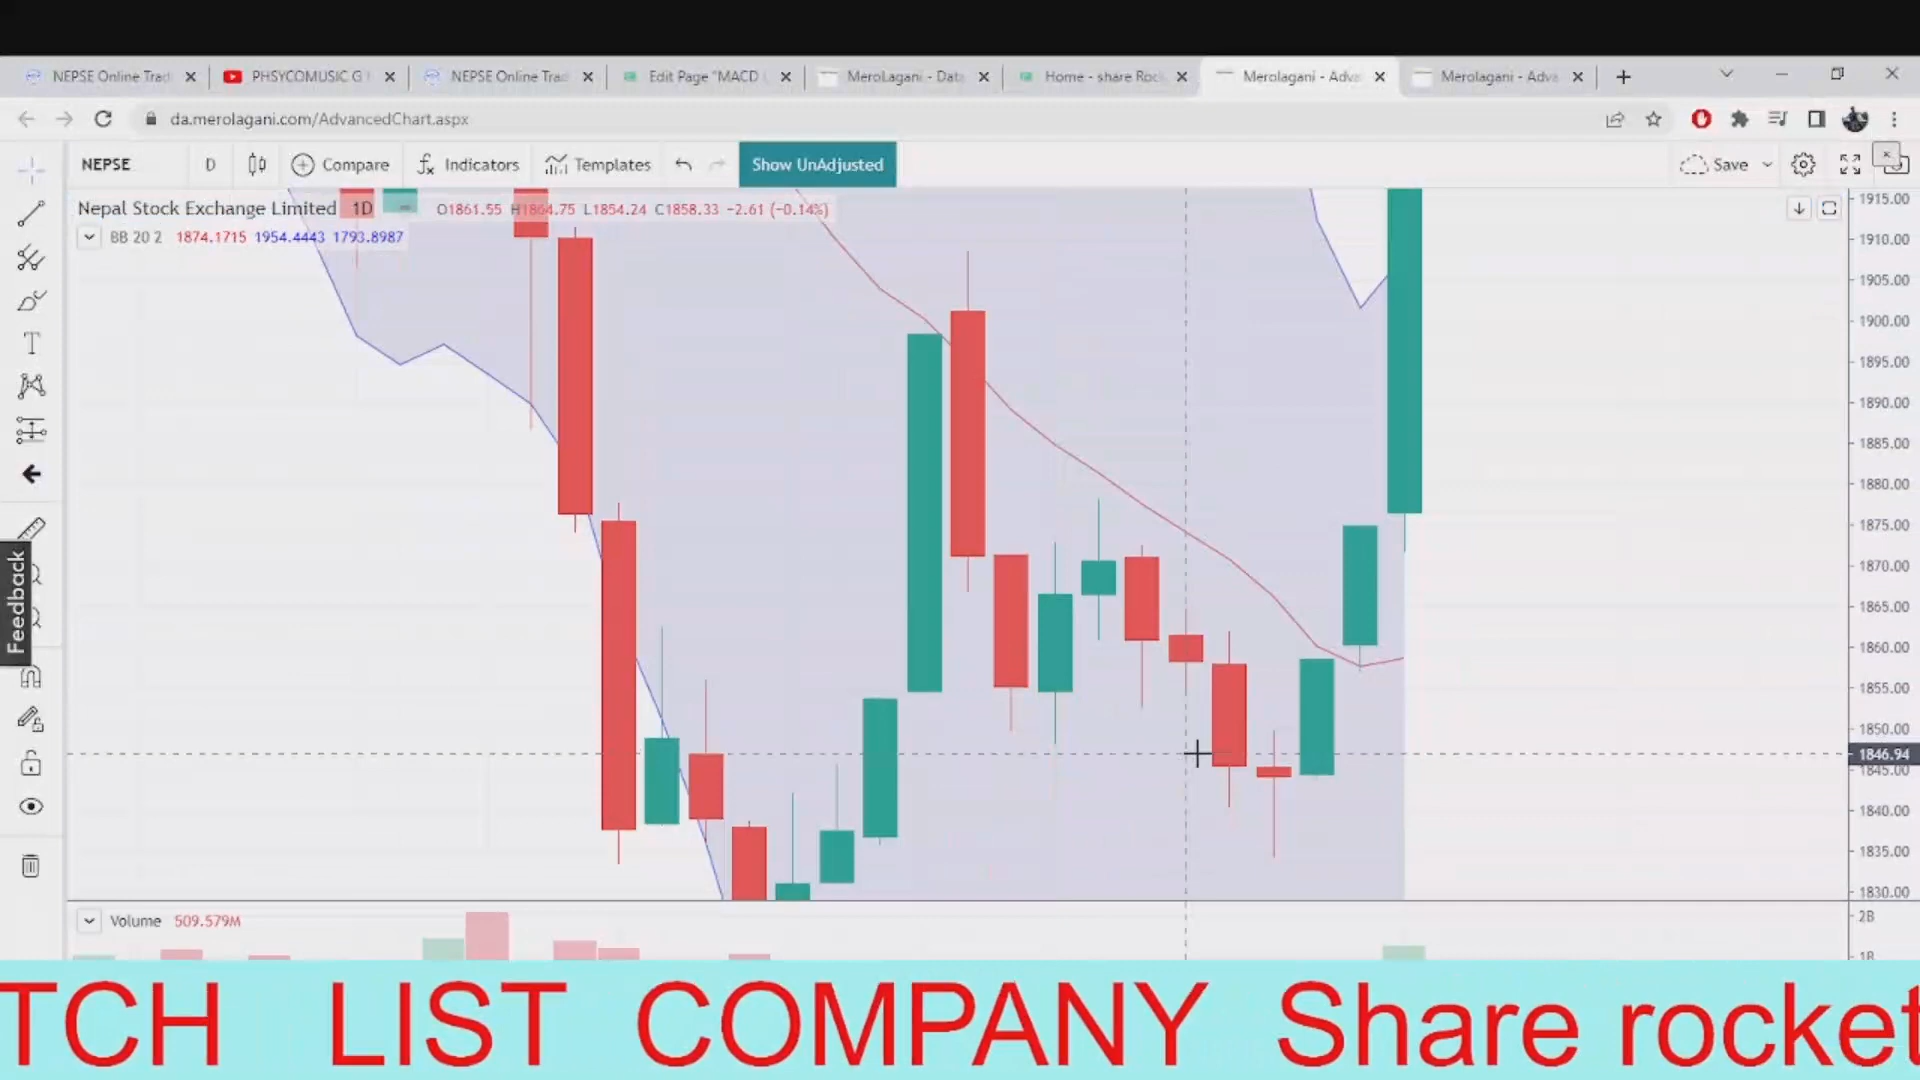 NEPSE Online Trad PHSYCOMUSIC G NEPSE Online Trad Edit Page "MACD MeroLagani - Data Home - share Rock Merolagani - Adva Merolagani - Adva
da.merolagani.com/AdvancedChart.aspx
NEPSE D Compare Indicators Templates Show UnAdjusted Save
Nepal Stock Exchange Limited 1D O1861.55 H1864.75 L1854.24 C1858.33 −2.61 (−0.14%)
BB 20 2 1874.1715 1954.4443 1793.8987
1915.00
1910.00
1905.00
1900.00
1895.00
1890.00
1885.00
1880.00
1875.00
1870.00
1865.00
1860.00
1855.00
1850.00
1846.94
1845.00
1840.00
1835.00
1830.00
Feedback
Volume 509.579M
2B
1B
TCH LIST COMPANY Share rocket